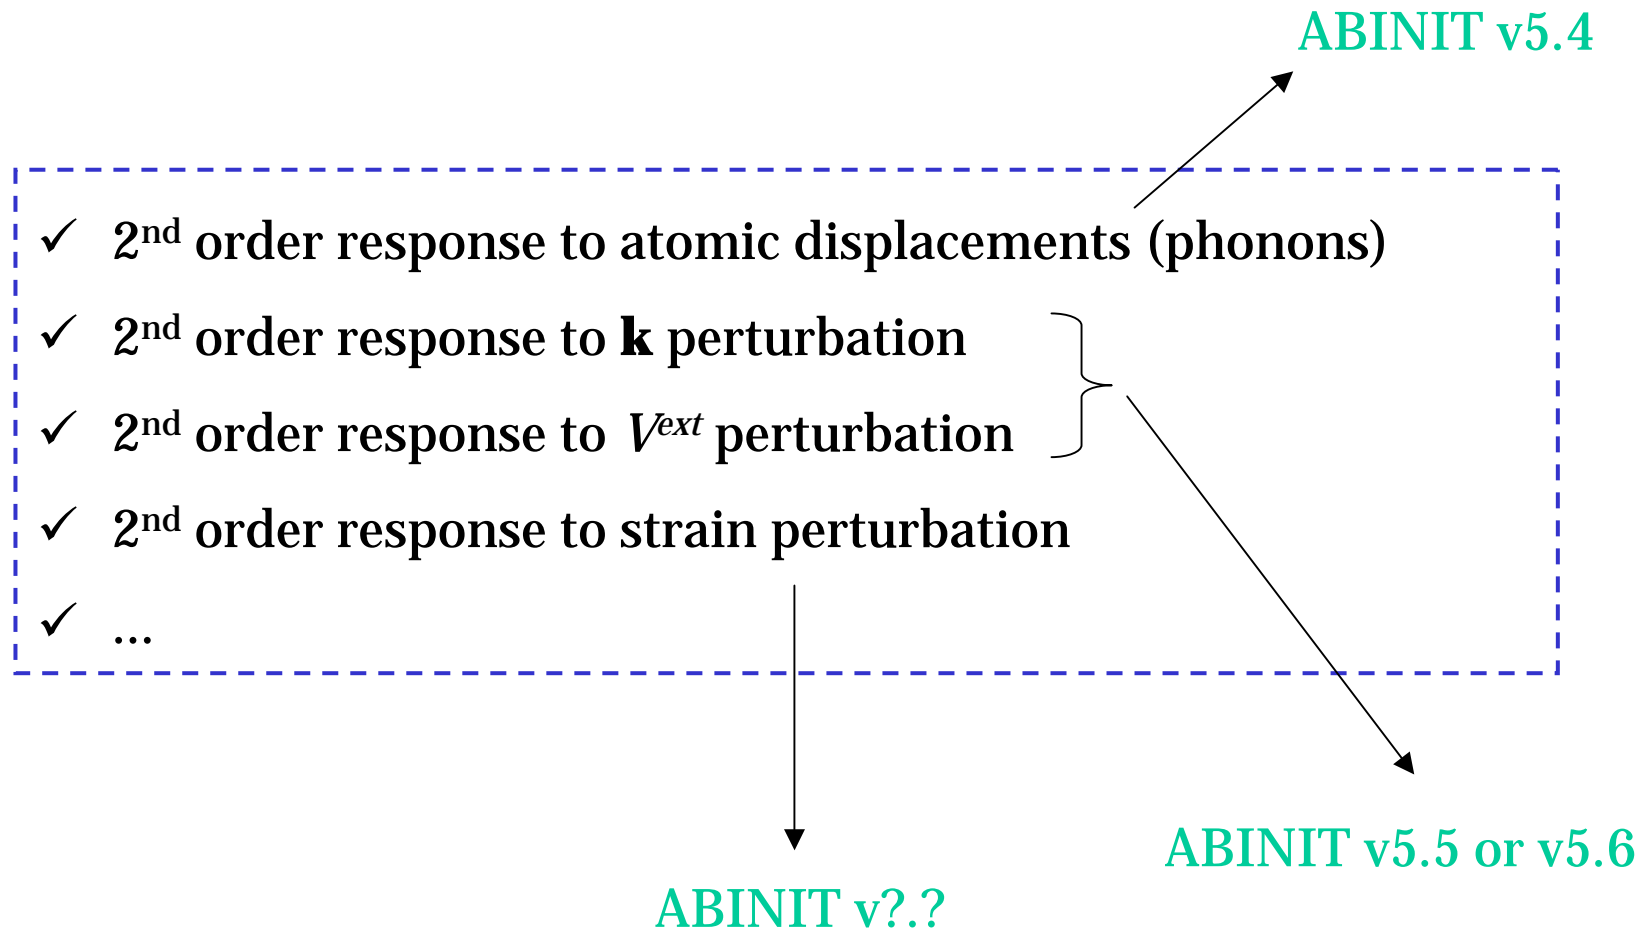 ABINIT v5.4
✓ 2nd order response to atomic displacements (phonons)
✓ 2nd order response to k perturbation
✓ 2nd order response to Vext perturbation
✓ 2nd order response to strain perturbation
✓ ...
ABINIT v5.5 or v5.6
ABINIT v?.?